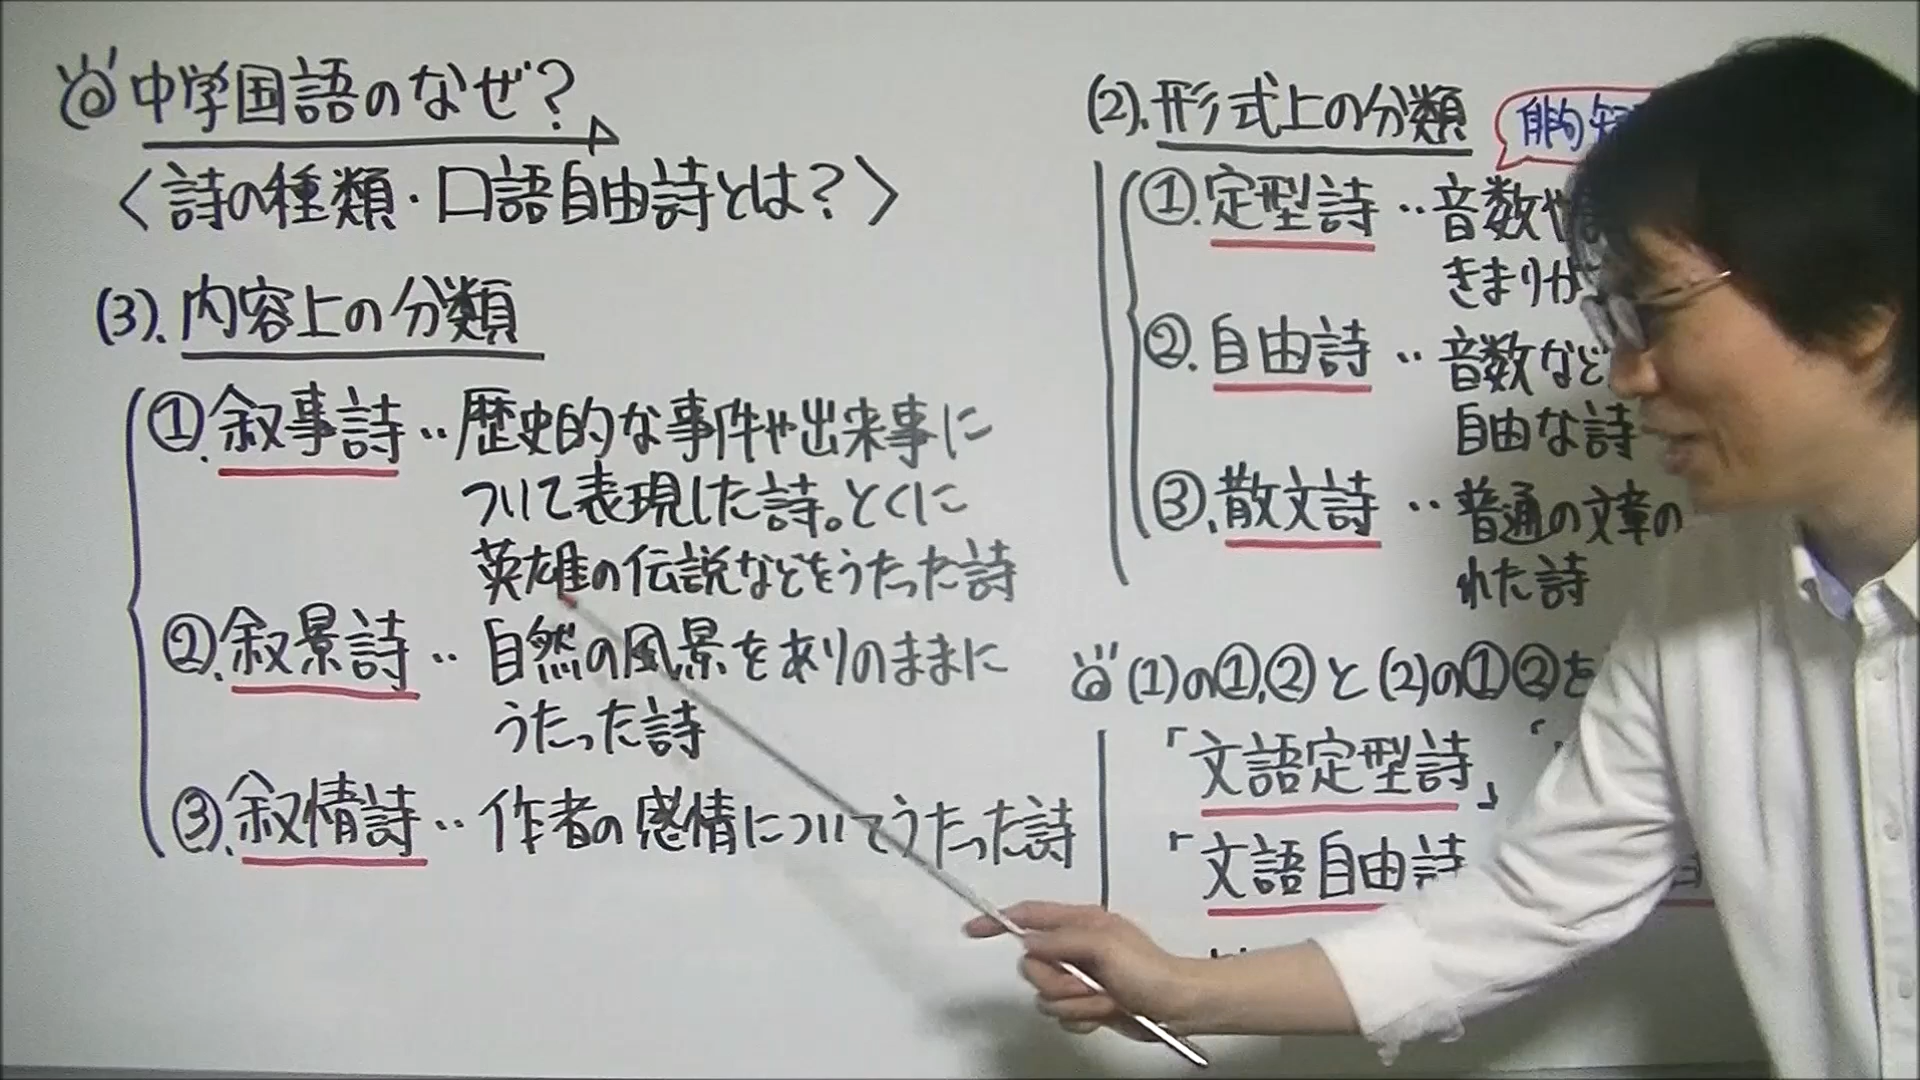 中学国語のなぜ?
〈詩の種類・口語自由詩とは?〉
(3).内容上の分類
①.叙事詩‥歴史的な事件や出来事に
ついて表現した詩。とくに
英雄の伝説などをうたった詩
②.叙景詩‥自然の風景をありのままに
うたった詩
③.叙情詩‥作者の感情についてうたった詩
(2).形式上の分類
俳句
①.定型詩‥音数や
きまりが
②.自由詩‥音数など
自由な詩
③.散文詩‥普通の文章の
れた詩
(1)の①,②と(2)の①②を
「文語定型詩」
「文語自由詩